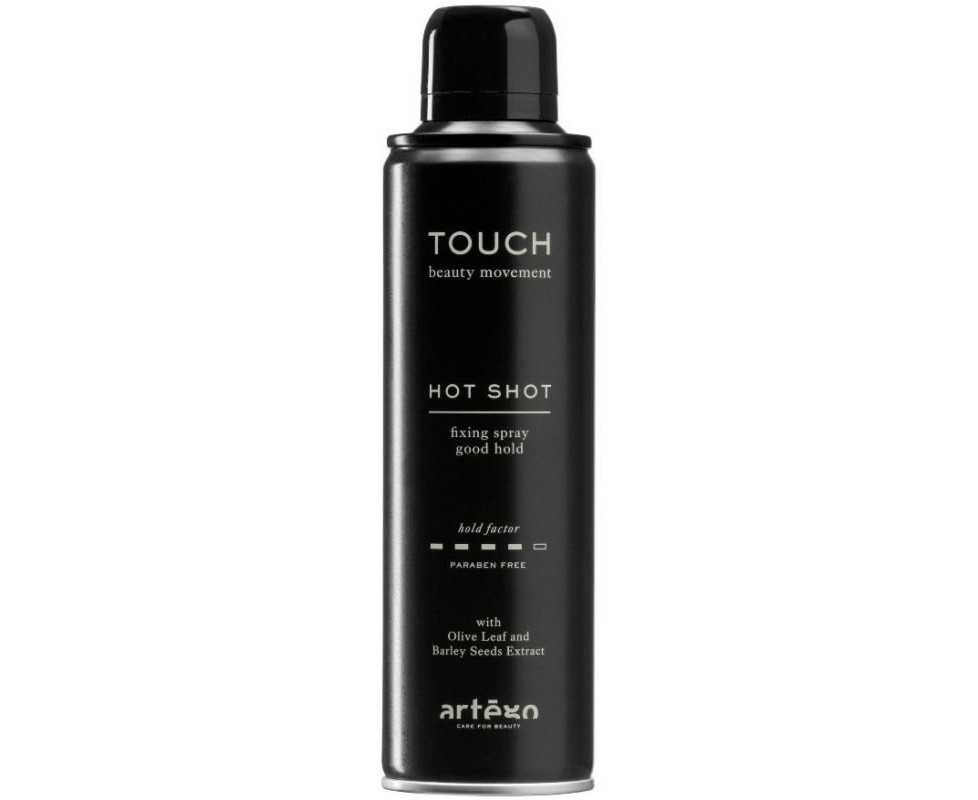 TOUCH
beauty movement
HOT SHOT
fixing spray
good hold
hold factor
PARABEN FREE
with
Olive Leaf and
Barley Seeds Extract
artēgo
CARE FOR BEAUTY